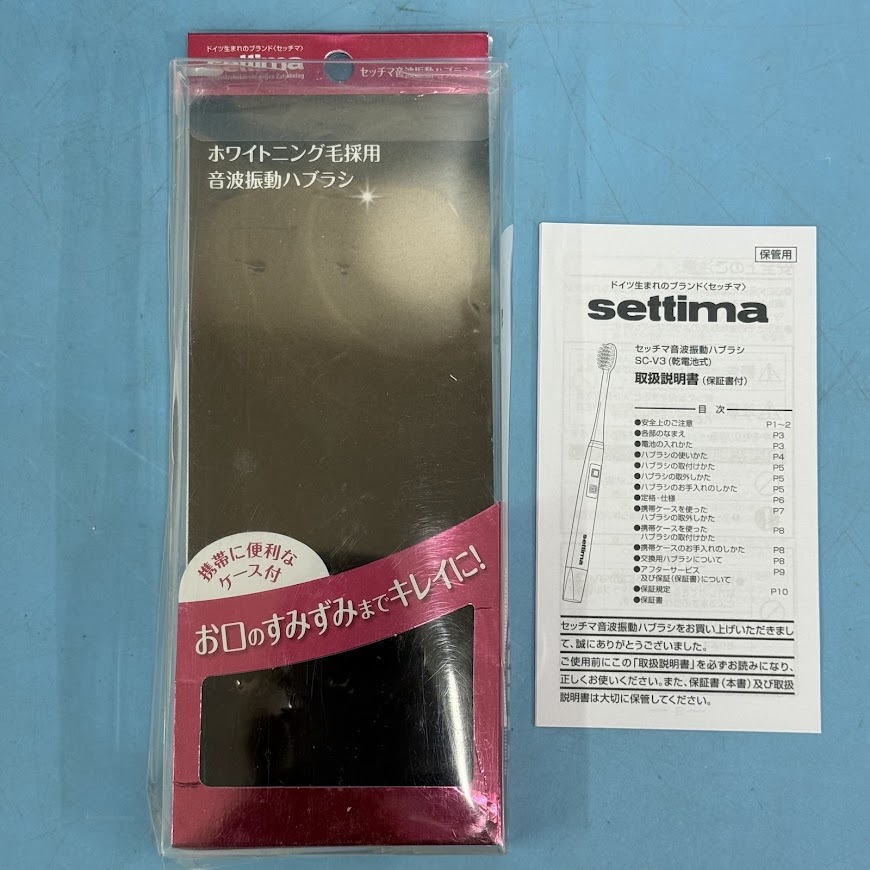 ドイツ生まれのブランド〈セッチマ〉
settima
セッチマ音波振動ハブラシ
ホワイトニング毛採用
音波振動ハブラシ
携帯に便利な
ケース付
お口のすみずみまでキレイに!
保管用
ドイツ生まれのブランド〈セッチマ〉
settima
セッチマ音波振動ハブラシ
SC-V3(乾電池式)
取扱説明書(保証書付)
目 次
●安全上のご注意 P1~2
●各部のなまえ P3
●電池の入れかた P3
●ハブラシの使いかた P4
●ハブラシの取付けかた P5
●ハブラシの取外しかた P5
●ハブラシのお手入れのしかた P5
●定格・仕様 P6
●携帯ケースを使った P7
ハブラシの取外しかた
●携帯ケースを使った P8
ハブラシの取付けかた
●携帯ケースのお手入れのしかた P8
●交換用ハブラシについて P8
●アフターサービス P9
及び保証(保証書)について
●保証規定 P10
●保証書
settima
セッチマ音波振動ハブラシをお買い上げいただきまし
て、誠にありがとうございました。
ご使用前にこの「取扱説明書」を必ずお読みになり、
正しくお使いください。また、保証書(本書)及び取扱
説明書は大切に保管してください。